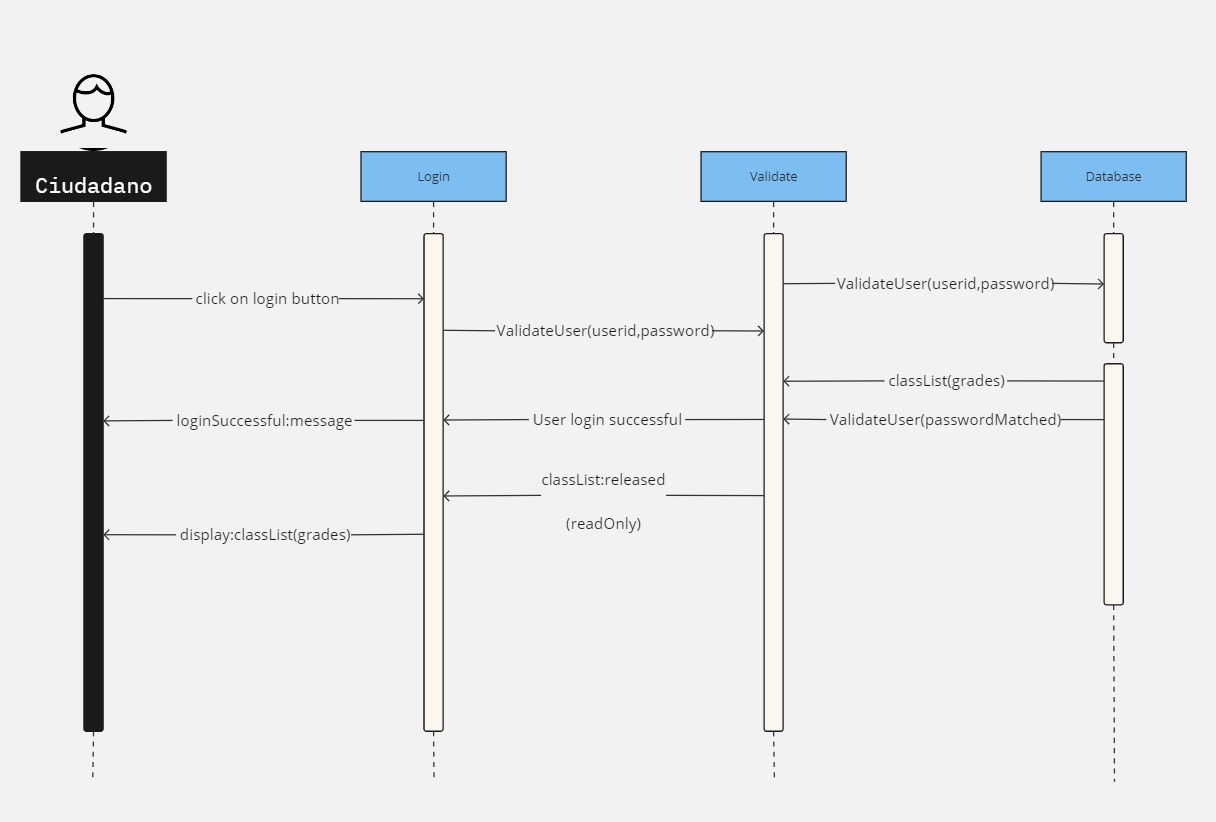 Ciudadano
Login
Validate
Database
ValidateUser(userid,password)
click on login button
ValidateUser(userid,password)
classList(grades)
loginSuccessful:message
User login successful
ValidateUser(passwordMatched)
classList:released
(readOnly)
display:classList(grades)